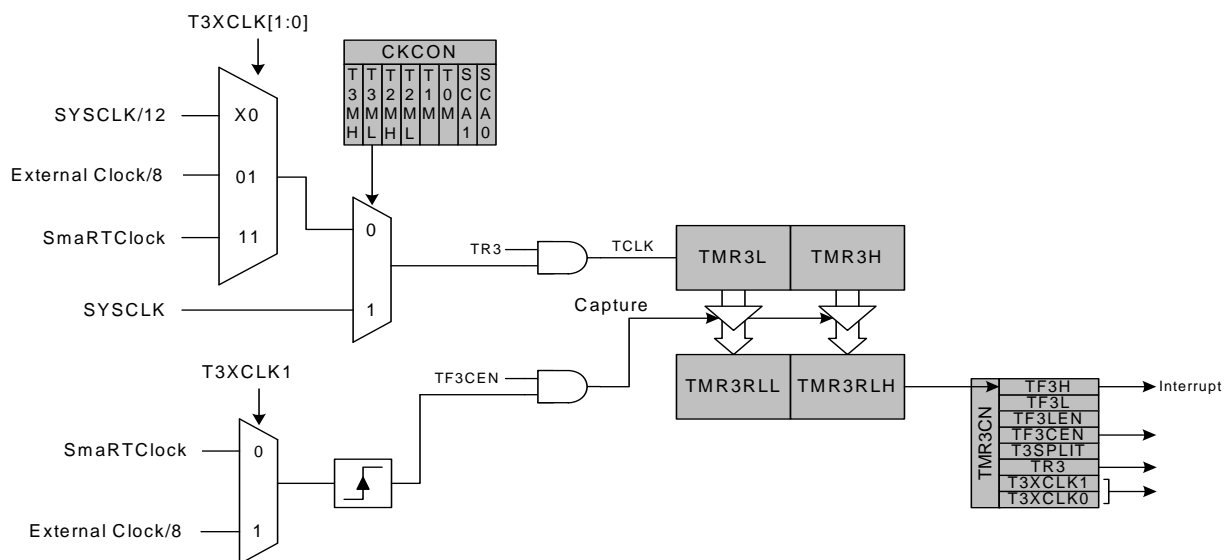 T3XCLK[1:0]
CKCON
T3MH
T3ML
T2MH
T2ML
T1M
T0M
SCA1
SCA0
SYSCLK/12
X0
External Clock/8
01
SmaRTClock
11
0
SYSCLK
1
TR3
TCLK
TMR3L
TMR3H
Capture
T3XCLK1
TF3CEN
TMR3RLL
TMR3RLH
SmaRTClock
0
External Clock/8
1
TMR3CN
TF3H
TF3L
TF3LEN
TF3CEN
T3SPLIT
TR3
T3XCLK1
T3XCLK0
Interrupt